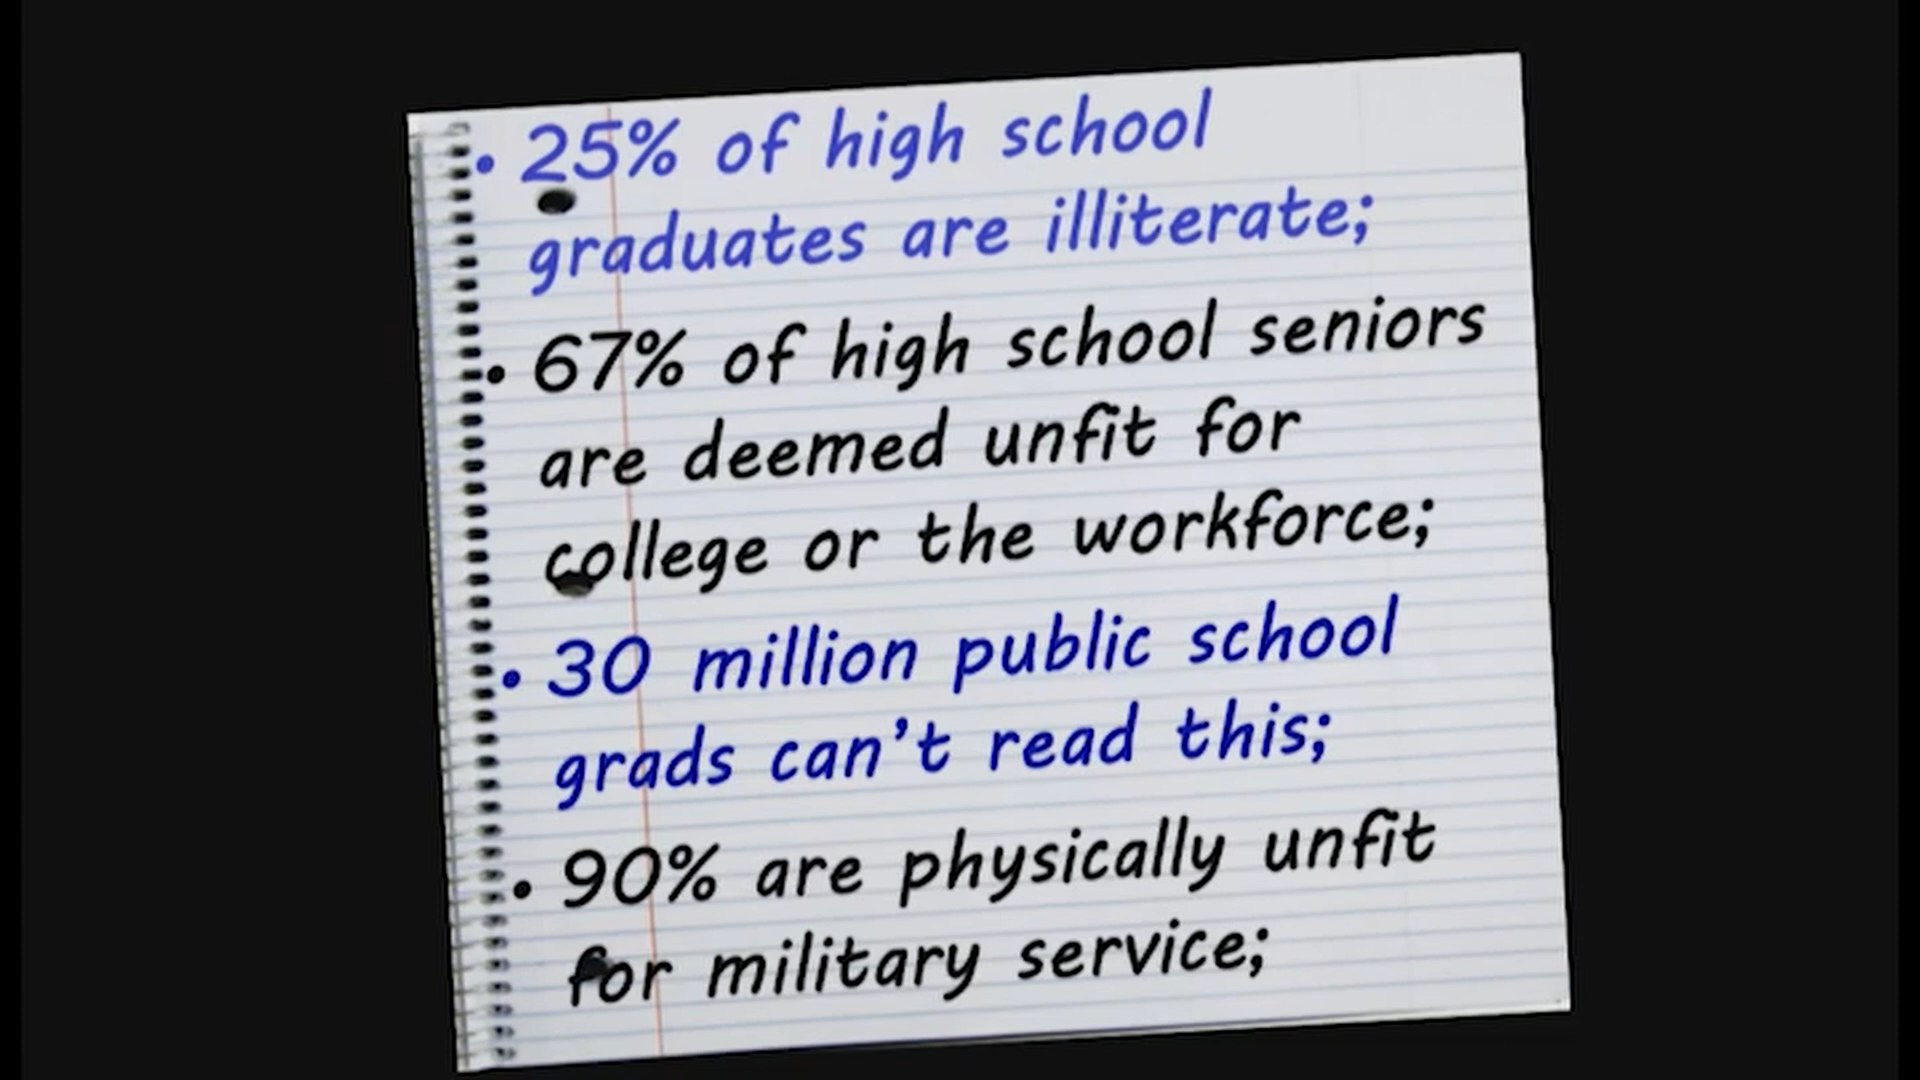 • 25% of high school
graduates are illiterate;
• 67% of high school seniors
are deemed unfit for
college or the workforce;
• 30 million public school
grads can’t read this;
• 90% are physically unfit
for military service;